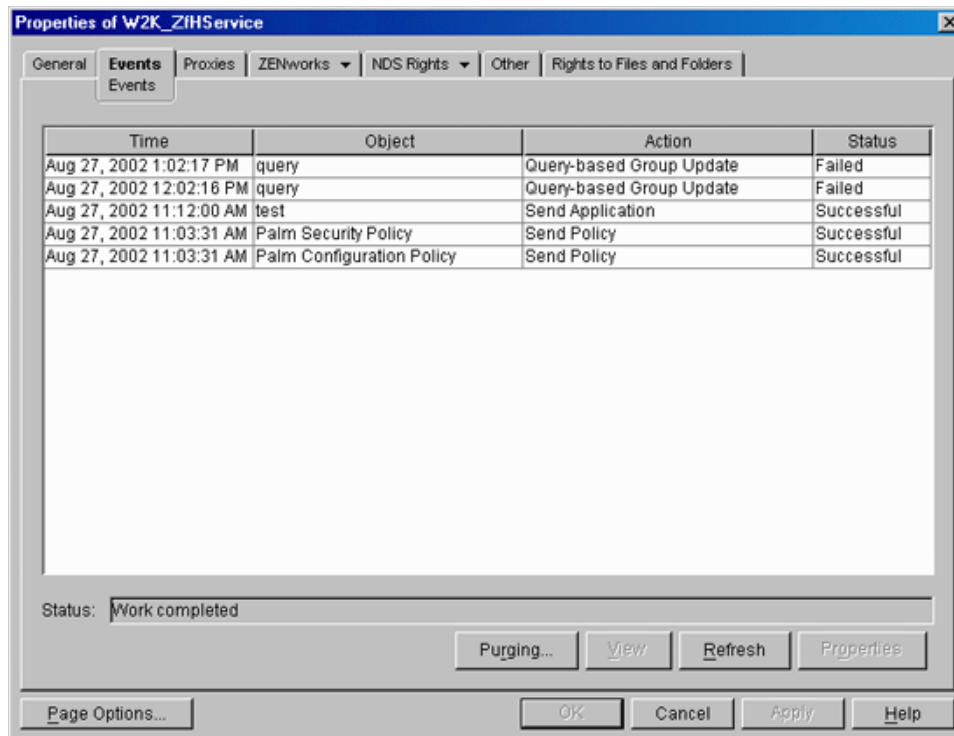 Properties of W2K_ZfHService
General Events Proxies ZENworks NDS Rights Other Rights to Files and Folders
Events
Time Object Action Status
Aug 27, 2002 1:02:17 PM query Query-based Group Update Failed
Aug 27, 2002 12:02:16 PM query Query-based Group Update Failed
Aug 27, 2002 11:12:00 AM test Send Application Successful
Aug 27, 2002 11:03:31 AM Palm Security Policy Send Policy Successful
Aug 27, 2002 11:03:31 AM Palm Configuration Policy Send Policy Successful
Status: Work completed
Purging... View Refresh Properties
Page Options... OK Cancel Apply Help